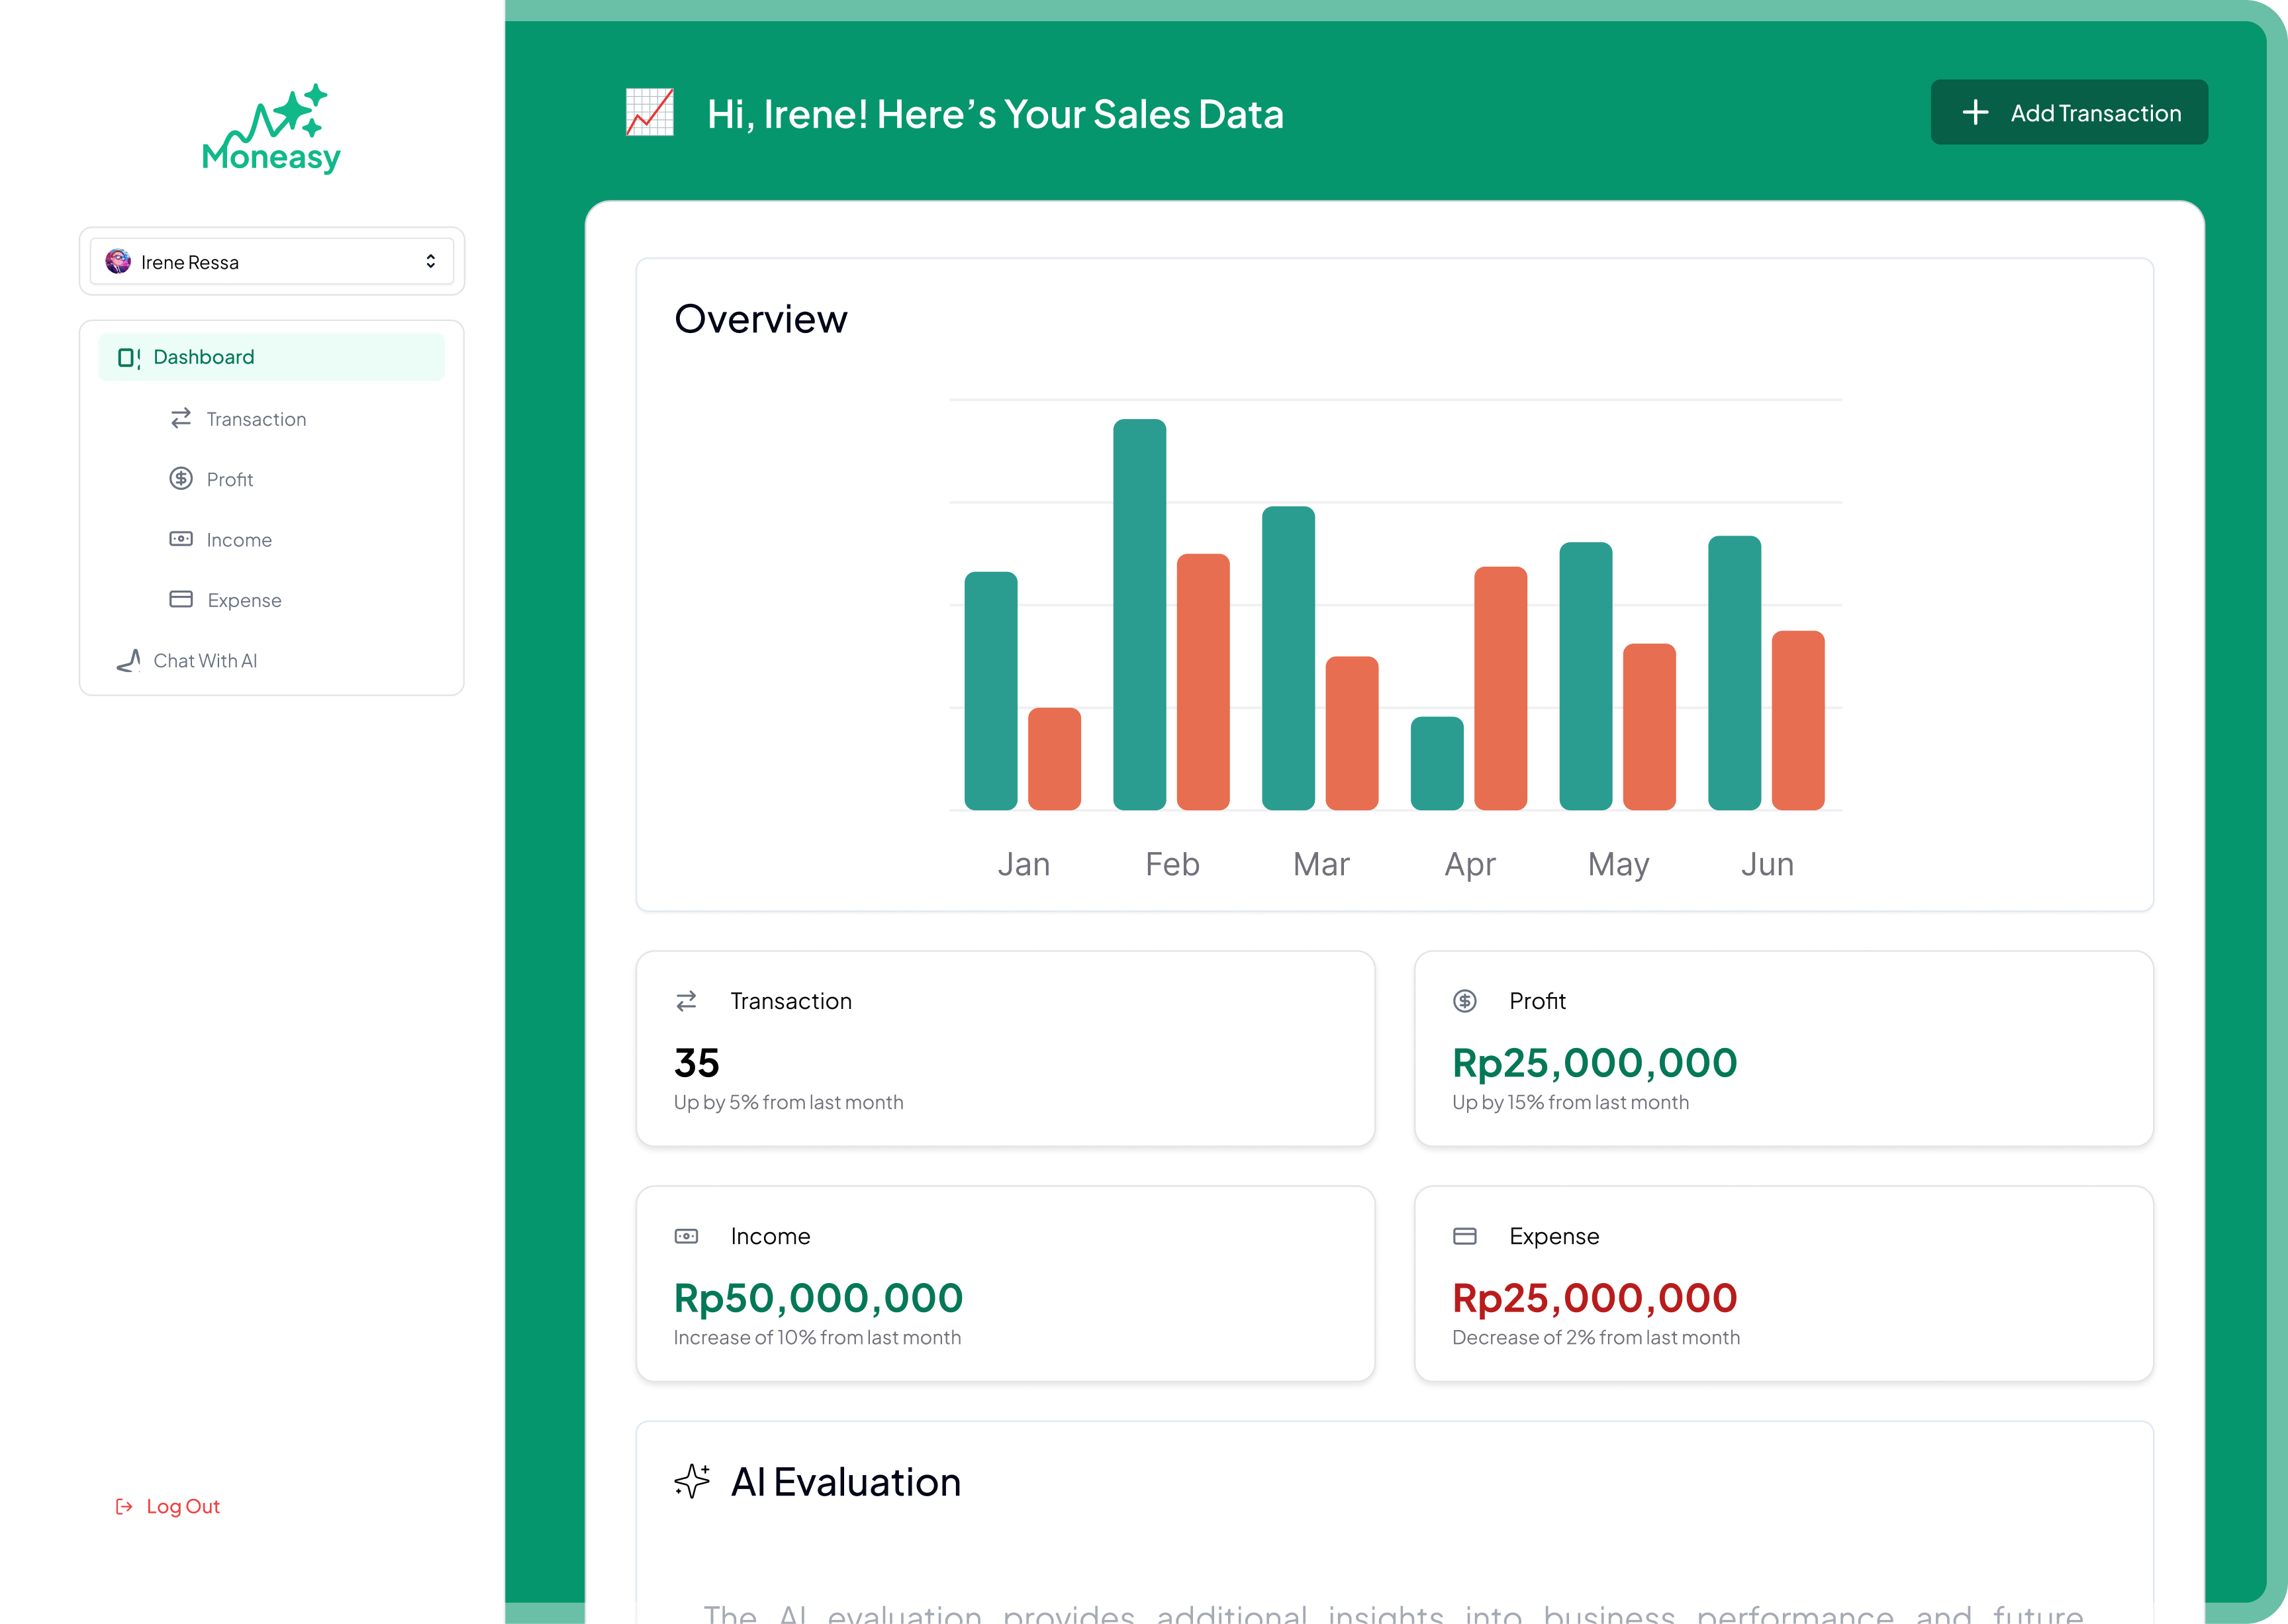 Moneasy
Irene Ressa
Dashboard
Transaction
Profit
Income
Expense
Chat With AI
Log Out
Hi, Irene! Here’s Your Sales Data
Add Transaction
Overview
Jan Feb Mar Apr May Jun
Transaction
35
Up by 5% from last month
Profit
Rp25,000,000
Up by 15% from last month
Income
Rp50,000,000
Increase of 10% from last month
Expense
Rp25,000,000
Decrease of 2% from last month
AI Evaluation
The AI evaluation provides additional insights into business performance and future